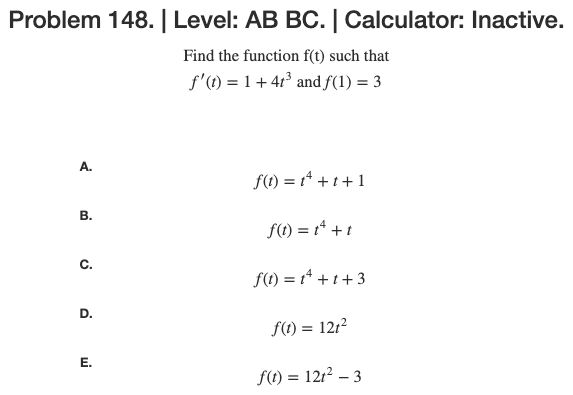 Problem 148. | Level: AB BC. | Calculator: Inactive.
Find the function f(t) such that
f'(t) = 1 + 4t³ and f(1) = 3
A.
f(t) = t⁴ + t + 1
B.
f(t) = t⁴ + t
C.
f(t) = t⁴ + t + 3
D.
f(t) = 12t²
E.
f(t) = 12t² – 3